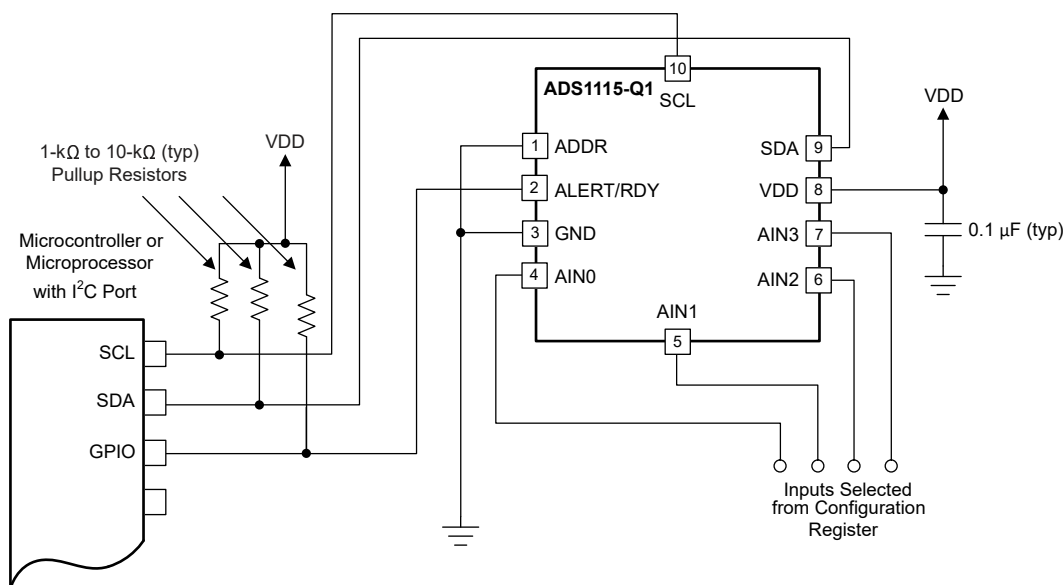 10
ADS1115-Q1
SCL
VDD
1-kΩ to 10-kΩ (typ)
Pullup Resistors
VDD
1 ADDR
SDA 9
2 ALERT/RDY
VDD 8
Microcontroller or
Microprocessor
with I²C Port
3 GND
AIN3 7
0.1 µF (typ)
4 AIN0
AIN2 6
AIN1
5
SCL
SDA
GPIO
Inputs Selected
from Configuration
Register